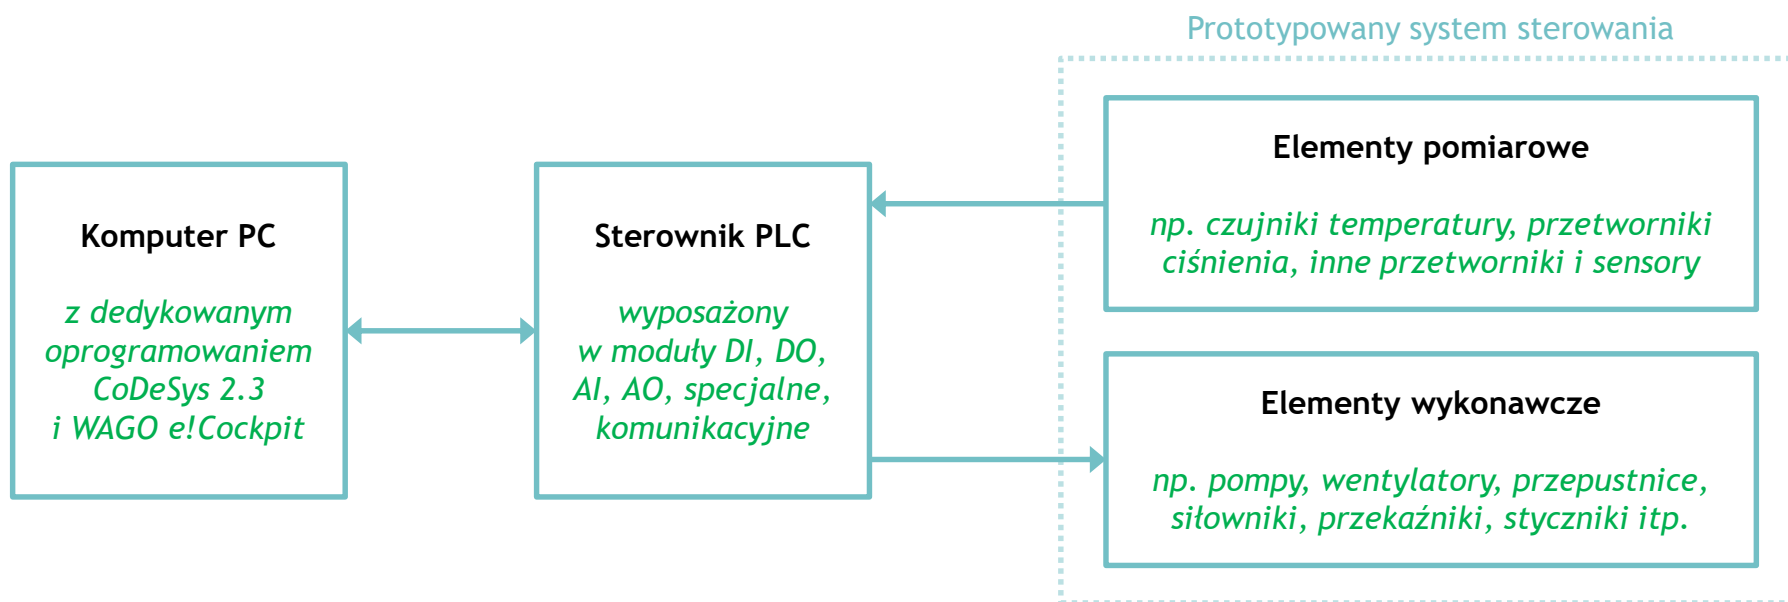 Prototypowany system sterowania
Komputer PC
z dedykowanym
oprogramowaniem
CoDeSys 2.3
i WAGO e!Cockpit
Sterownik PLC
wyposażony
w moduły DI, DO,
AI, AO, specjalne,
komunikacyjne
Elementy pomiarowe
np. czujniki temperatury, przetworniki
ciśnienia, inne przetworniki i sensory
Elementy wykonawcze
np. pompy, wentylatory, przepustnice,
siłowniki, przekaźniki, styczniki itp.